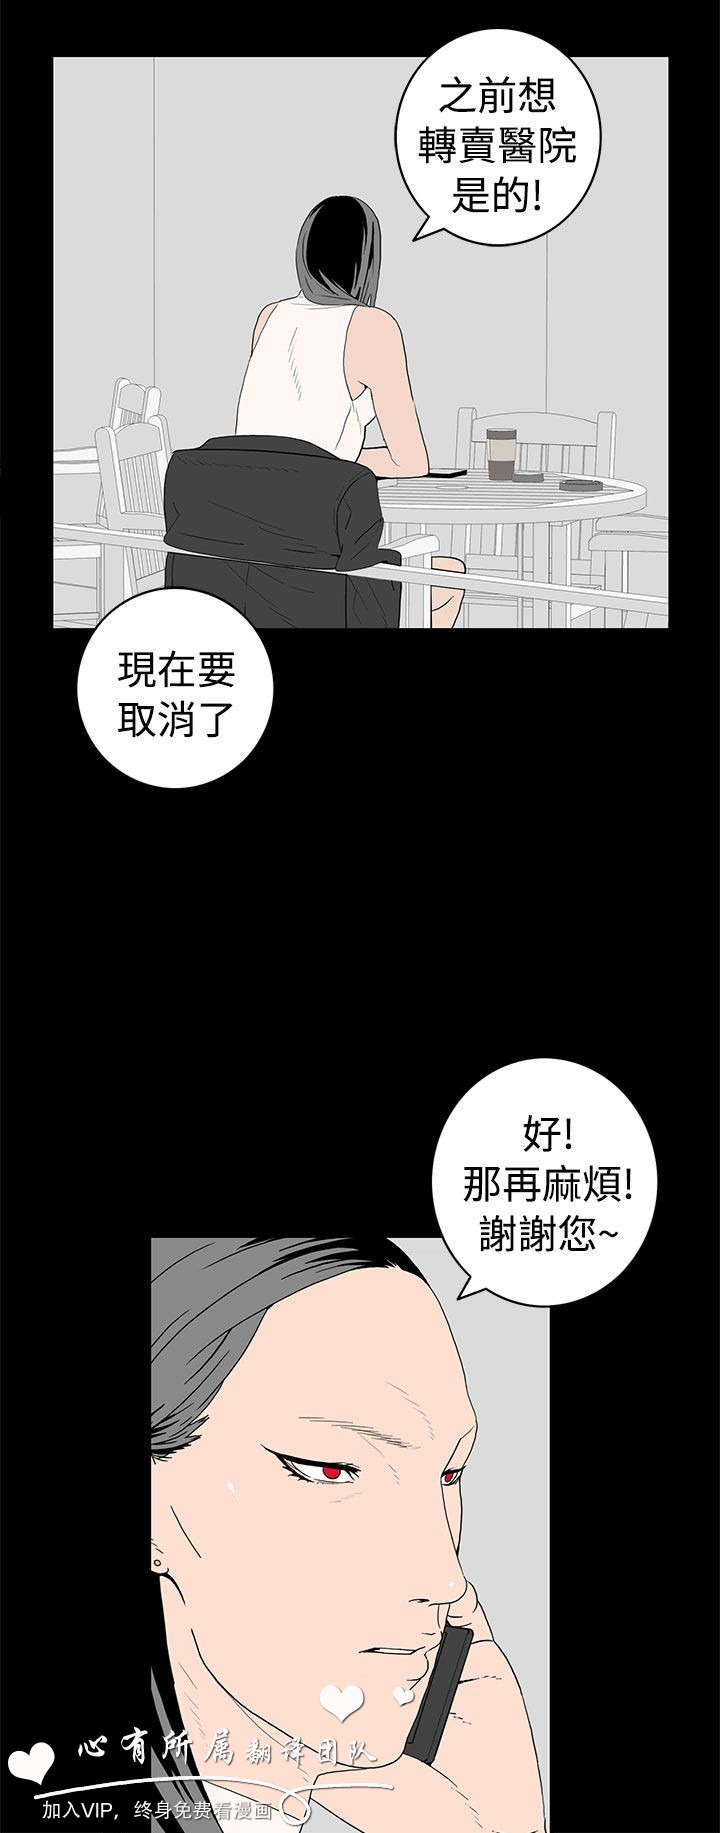 之前想
轉賣醫院
是的!
現在要
取消了
好!
那再麻煩!
謝謝您~
心有所属翻译团队
加入VIP，终身免费看漫画